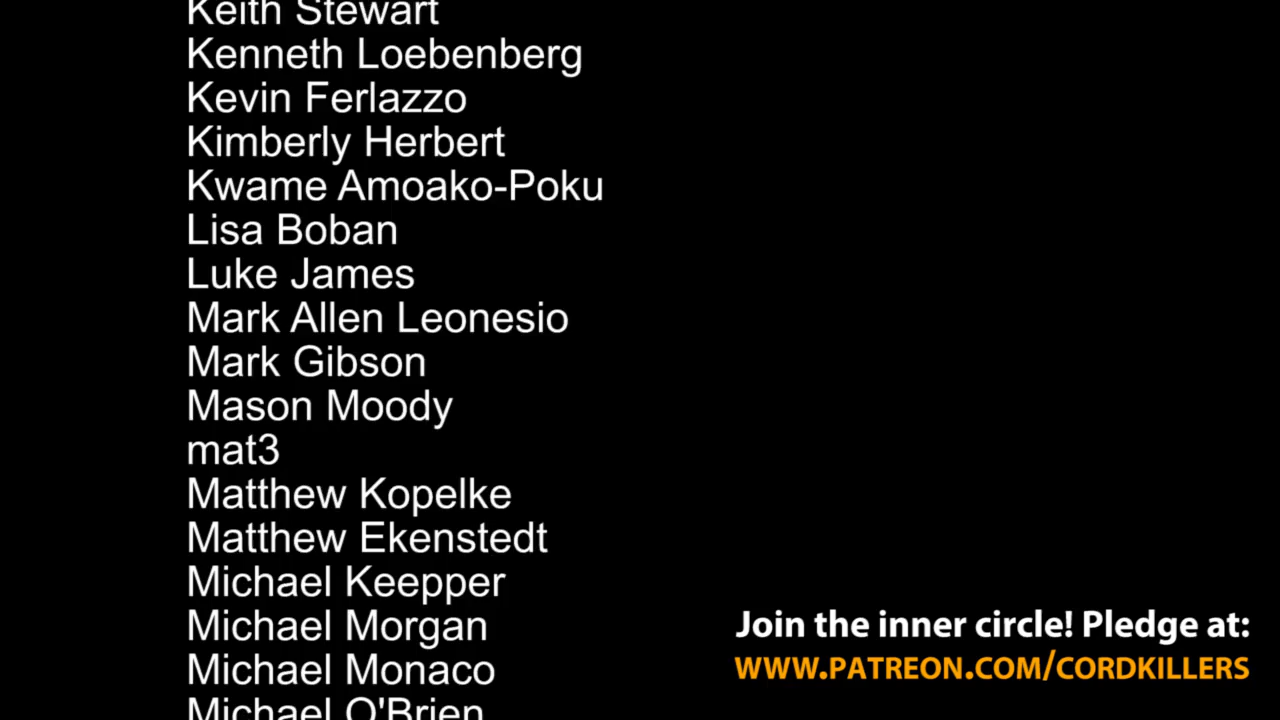 Keith Stewart
Kenneth Loebenberg
Kevin Ferlazzo
Kimberly Herbert
Kwame Amoako-Poku
Lisa Boban
Luke James
Mark Allen Leonesio
Mark Gibson
Mason Moody
mat3
Matthew Kopelke
Matthew Ekenstedt
Michael Keepper
Michael Morgan
Michael Monaco
Michael O'Brien
Join the inner circle! Pledge at:
WWW.PATREON.COM/CORDKILLERS